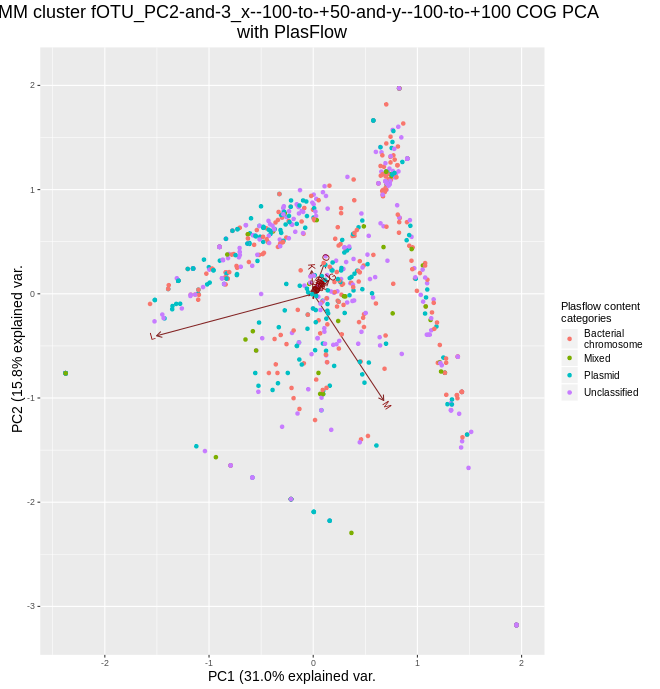 MM cluster fOTU_PC2-and-3_x--100-to-+50-and-y--100-to-+100 COG PCA
with PlasFlow
2
1
0
-1
-2
-3
PC2 (15.8% explained var.
K
L
M
-2
-1
0
1
2
PC1 (31.0% explained var.
Plasflow content
categories
Bacterial
chromosome
Mixed
Plasmid
Unclassified